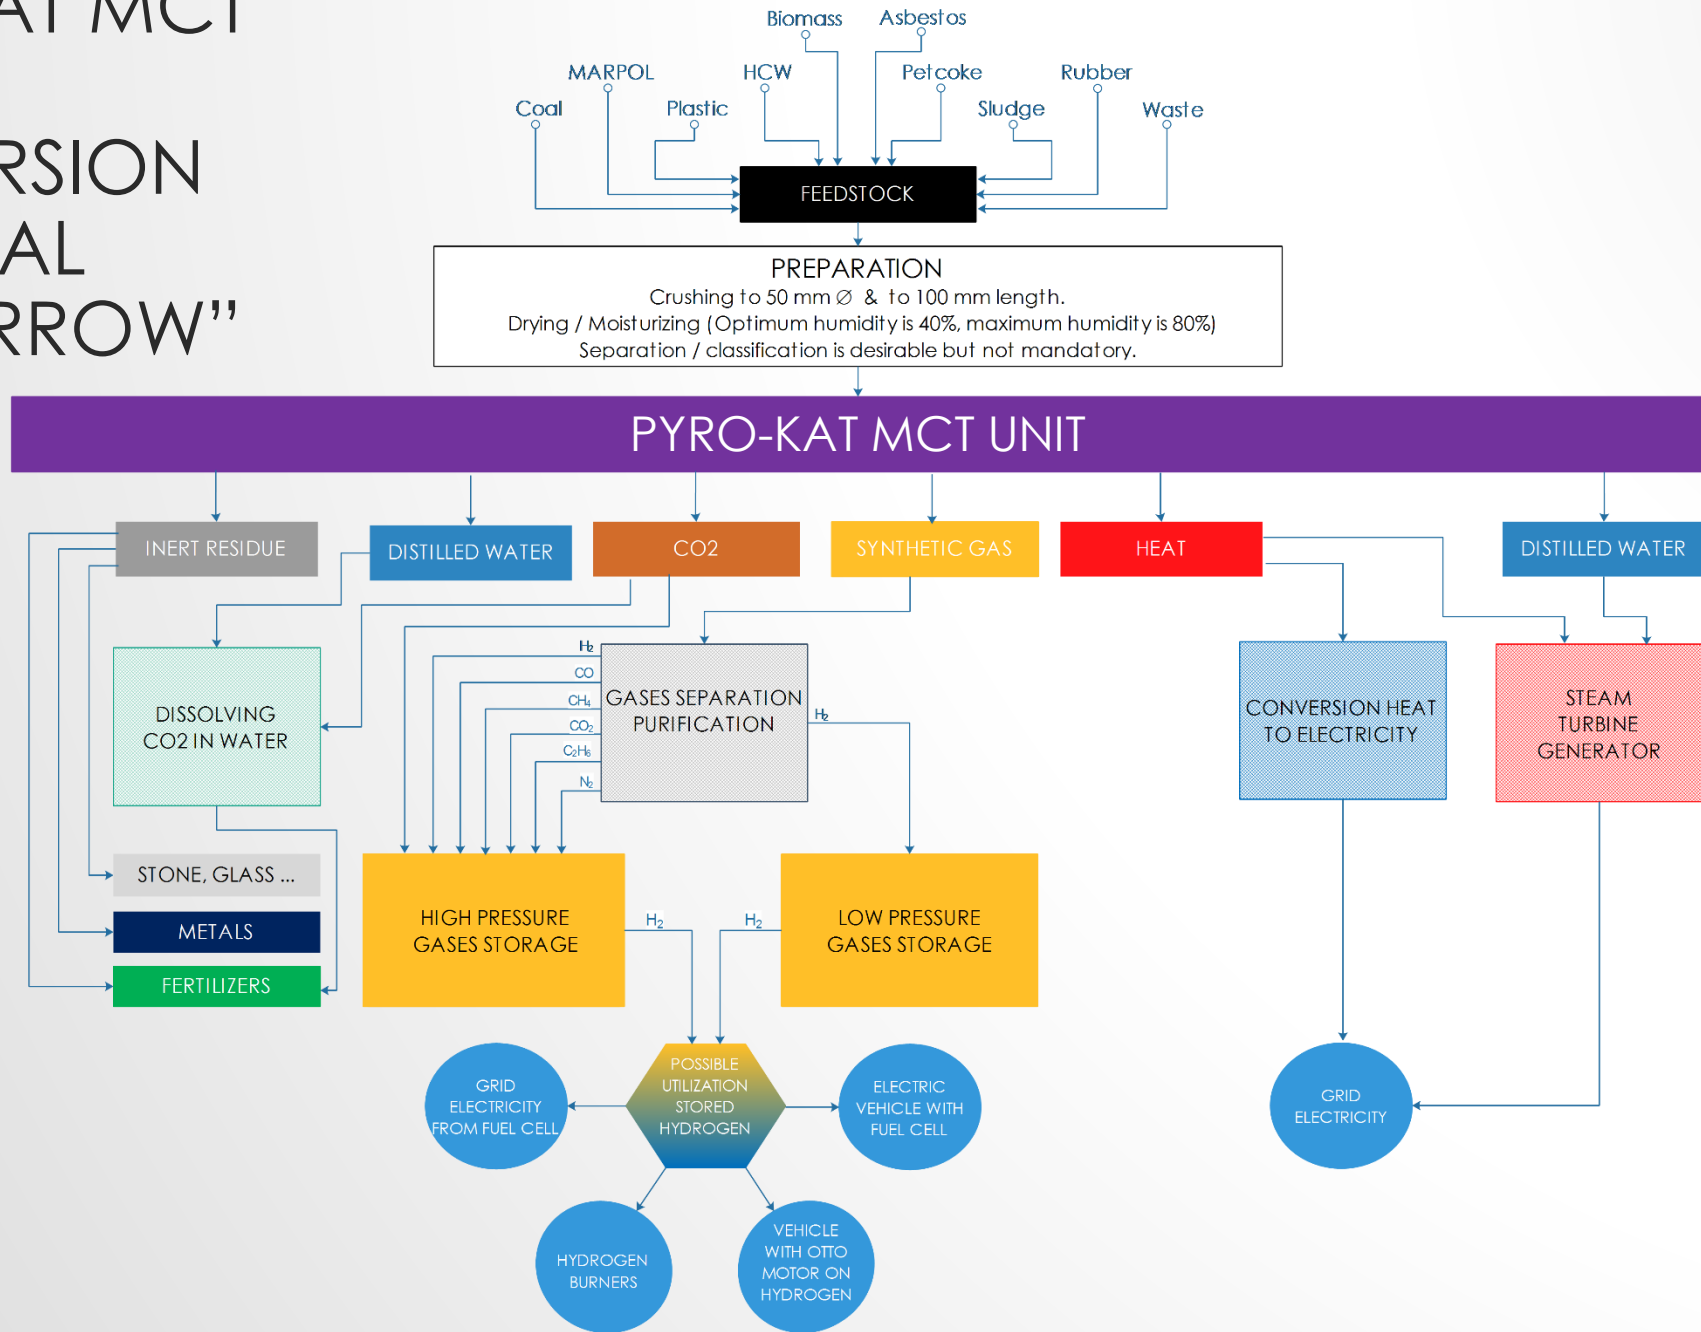 AT MCT
RSION
AL
RROW”
Biomass
Asbestos
MARPOL
HCW
Petcoke
Rubber
Coal
Plastic
Sludge
Waste
FEEDSTOCK
PREPARATION
Crushing to 50 mm Ø & to 100 mm length.
Drying / Moisturizing (Optimum humidity is 40%, maximum humidity is 80%)
Separation / classification is desirable but not mandatory.
PYRO-KAT MCT UNIT
INERT RESIDUE
DISTILLED WATER
CO2
SYNTHETIC GAS
HEAT
DISTILLED WATER
DISSOLVING
CO2 IN WATER
H₂
CO
CH₄
CO₂
C₂H₆
N₂
GASES SEPARATION
PURIFICATION
H₂
CONVERSION HEAT
TO ELECTRICITY
STEAM
TURBINE
GENERATOR
STONE, GLASS ...
METALS
FERTILIZERS
HIGH PRESSURE
GASES STORAGE
H₂
H₂
LOW PRESSURE
GASES STORAGE
POSSIBLE
UTILIZATION
STORED
HYDROGEN
GRID
ELECTRICITY
FROM FUEL CELL
ELECTRIC
VEHICLE WITH
FUEL CELL
GRID
ELECTRICITY
HYDROGEN
BURNERS
VEHICLE
WITH OTTO
MOTOR ON
HYDROGEN